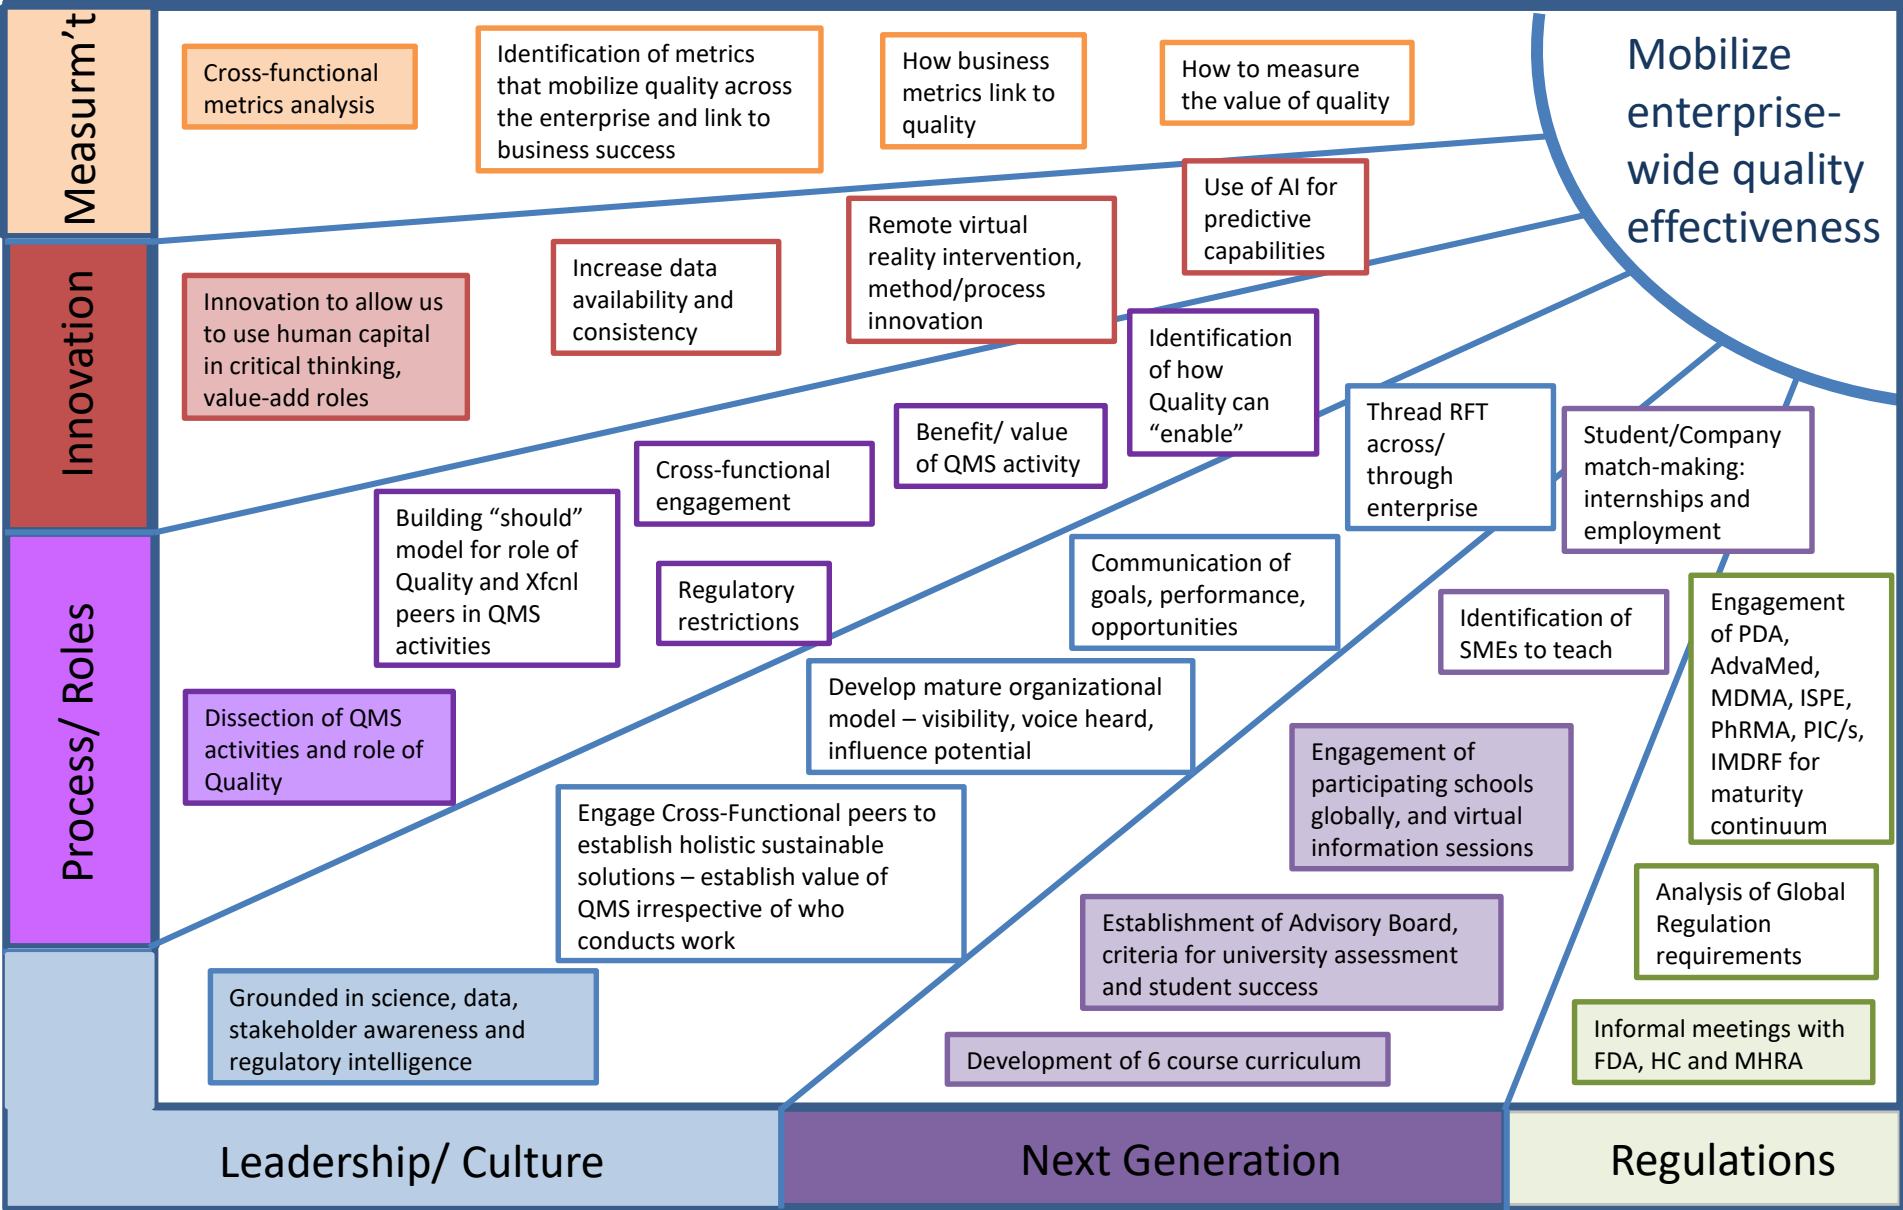 Measurm't
Cross-functional
metrics analysis
Identification of metrics
that mobilize quality across
the enterprise and link to
business success
How business
metrics link to
quality
How to measure
the value of quality
Mobilize
enterprise-
wide quality
effectiveness
Innovation
Innovation to allow us
to use human capital
in critical thinking,
value-add roles
Increase data
availability and
consistency
Remote virtual
reality intervention,
method/process
innovation
Use of AI for
predictive
capabilities
Process/ Roles
Dissection of QMS
activities and role of
Quality
Building “should”
model for role of
Quality and Xfcnl
peers in QMS
activities
Cross-functional
engagement
Regulatory
restrictions
Benefit/ value
of QMS activity
Identification
of how
Quality can
“enable”
Leadership/ Culture
Grounded in science, data,
stakeholder awareness and
regulatory intelligence
Engage Cross-Functional peers to
establish holistic sustainable
solutions – establish value of
QMS irrespective of who
conducts work
Develop mature organizational
model – visibility, voice heard,
influence potential
Communication of
goals, performance,
opportunities
Thread RFT
across/
through
enterprise
Next Generation
Development of 6 course curriculum
Establishment of Advisory Board,
criteria for university assessment
and student success
Engagement of
participating schools
globally, and virtual
information sessions
Identification of
SMEs to teach
Student/Company
match-making:
internships and
employment
Regulations
Informal meetings with
FDA, HC and MHRA
Analysis of Global
Regulation
requirements
Engagement
of PDA,
AdvaMed,
MDMA, ISPE,
PhRMA, PIC/s,
IMDRF for
maturity
continuum